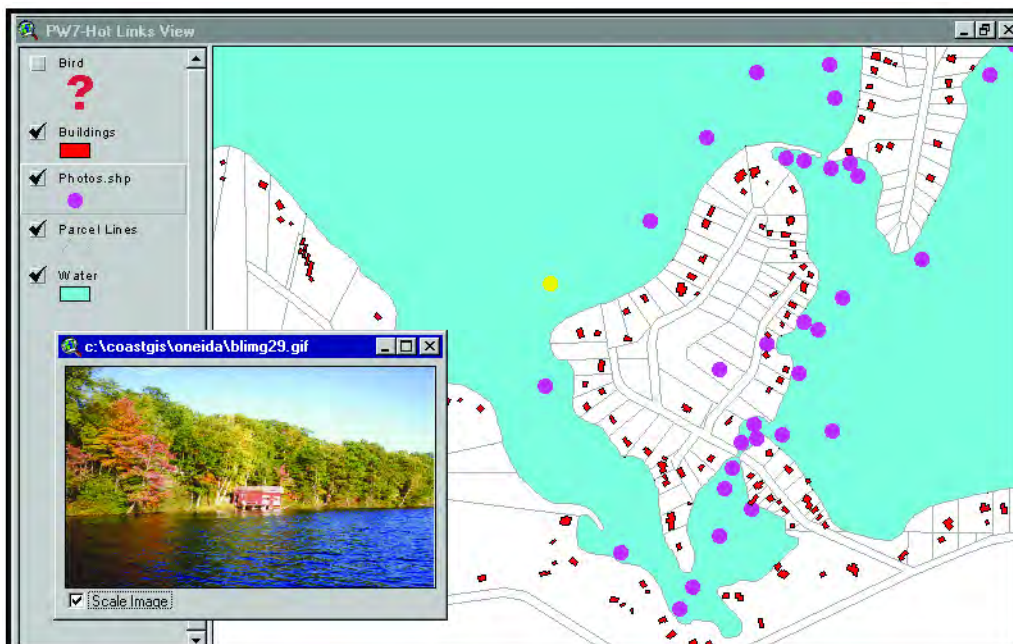 PW7-Hot Links View
Bird
?
Buildings
Photos.shp
Parcel Lines
Water
c:\coastgis\oneida\blimg29.gif
Scale Image